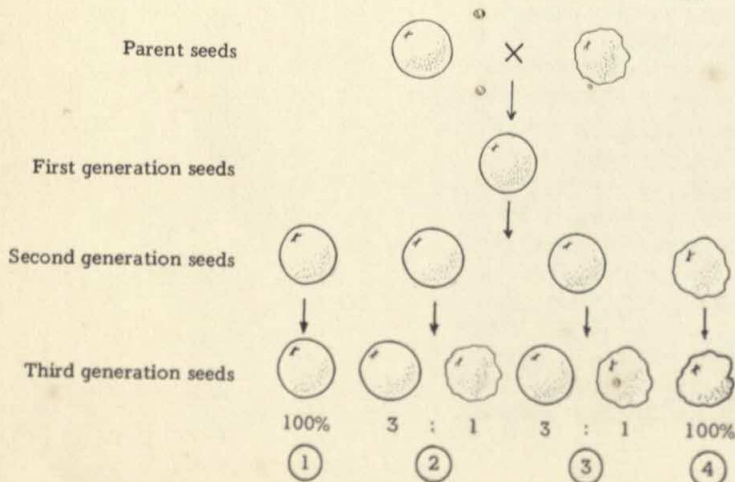 Parent seeds
×
First generation seeds
Second generation seeds
Third generation seeds
100% 3 : 1 3 : 1 100%
1 2 3 4